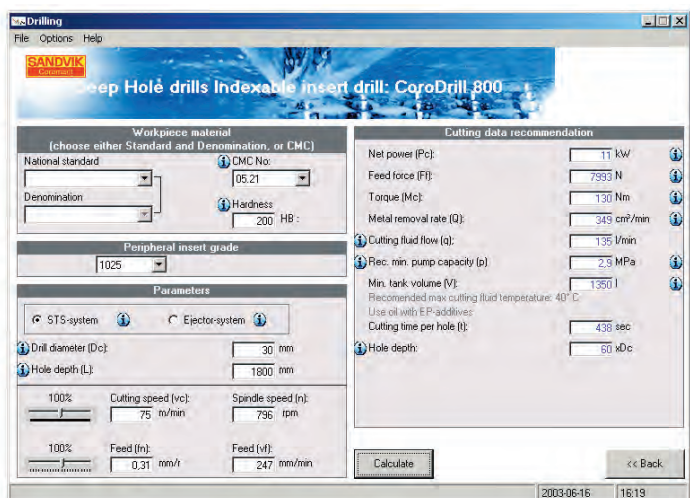 Drilling
File Options Help
SANDVIK
Coromant
Deep Hole drills Indexable insert drill: CoroDrill 800
Workpiece material
(choose either Standard and Denomination, or CMC)
National standard
CMC No:
05.21
Denomination
Hardness
200 HB :
Peripheral insert grade
1025
Parameters
STS-system Ejector-system
Drill diameter (Dc): 30 mm
Hole depth (L): 1800 mm
100% Cutting speed (vc): 75 m/min Spindle speed (n): 796 rpm
100% Feed (fn): 0,31 mm/r Feed (vf): 247 mm/min
Cutting data recommendation
Net power (Pc): 11 kW
Feed force (Ff): 7993 N
Torque (Mc): 130 Nm
Metal removal rate (Q): 349 cm³/min
Cutting fluid flow (q): 135 l/min
Rec. min. pump capacity (p) 2,9 MPa
Min. tank volume (V): 1350 l
Recomended max cutting fluid temperature: 40° C
Use oil with EP-additives
Cutting time per hole (t): 438 sec
Hole depth: 60 xDc
Calculate << Back
2003-06-16 16:19